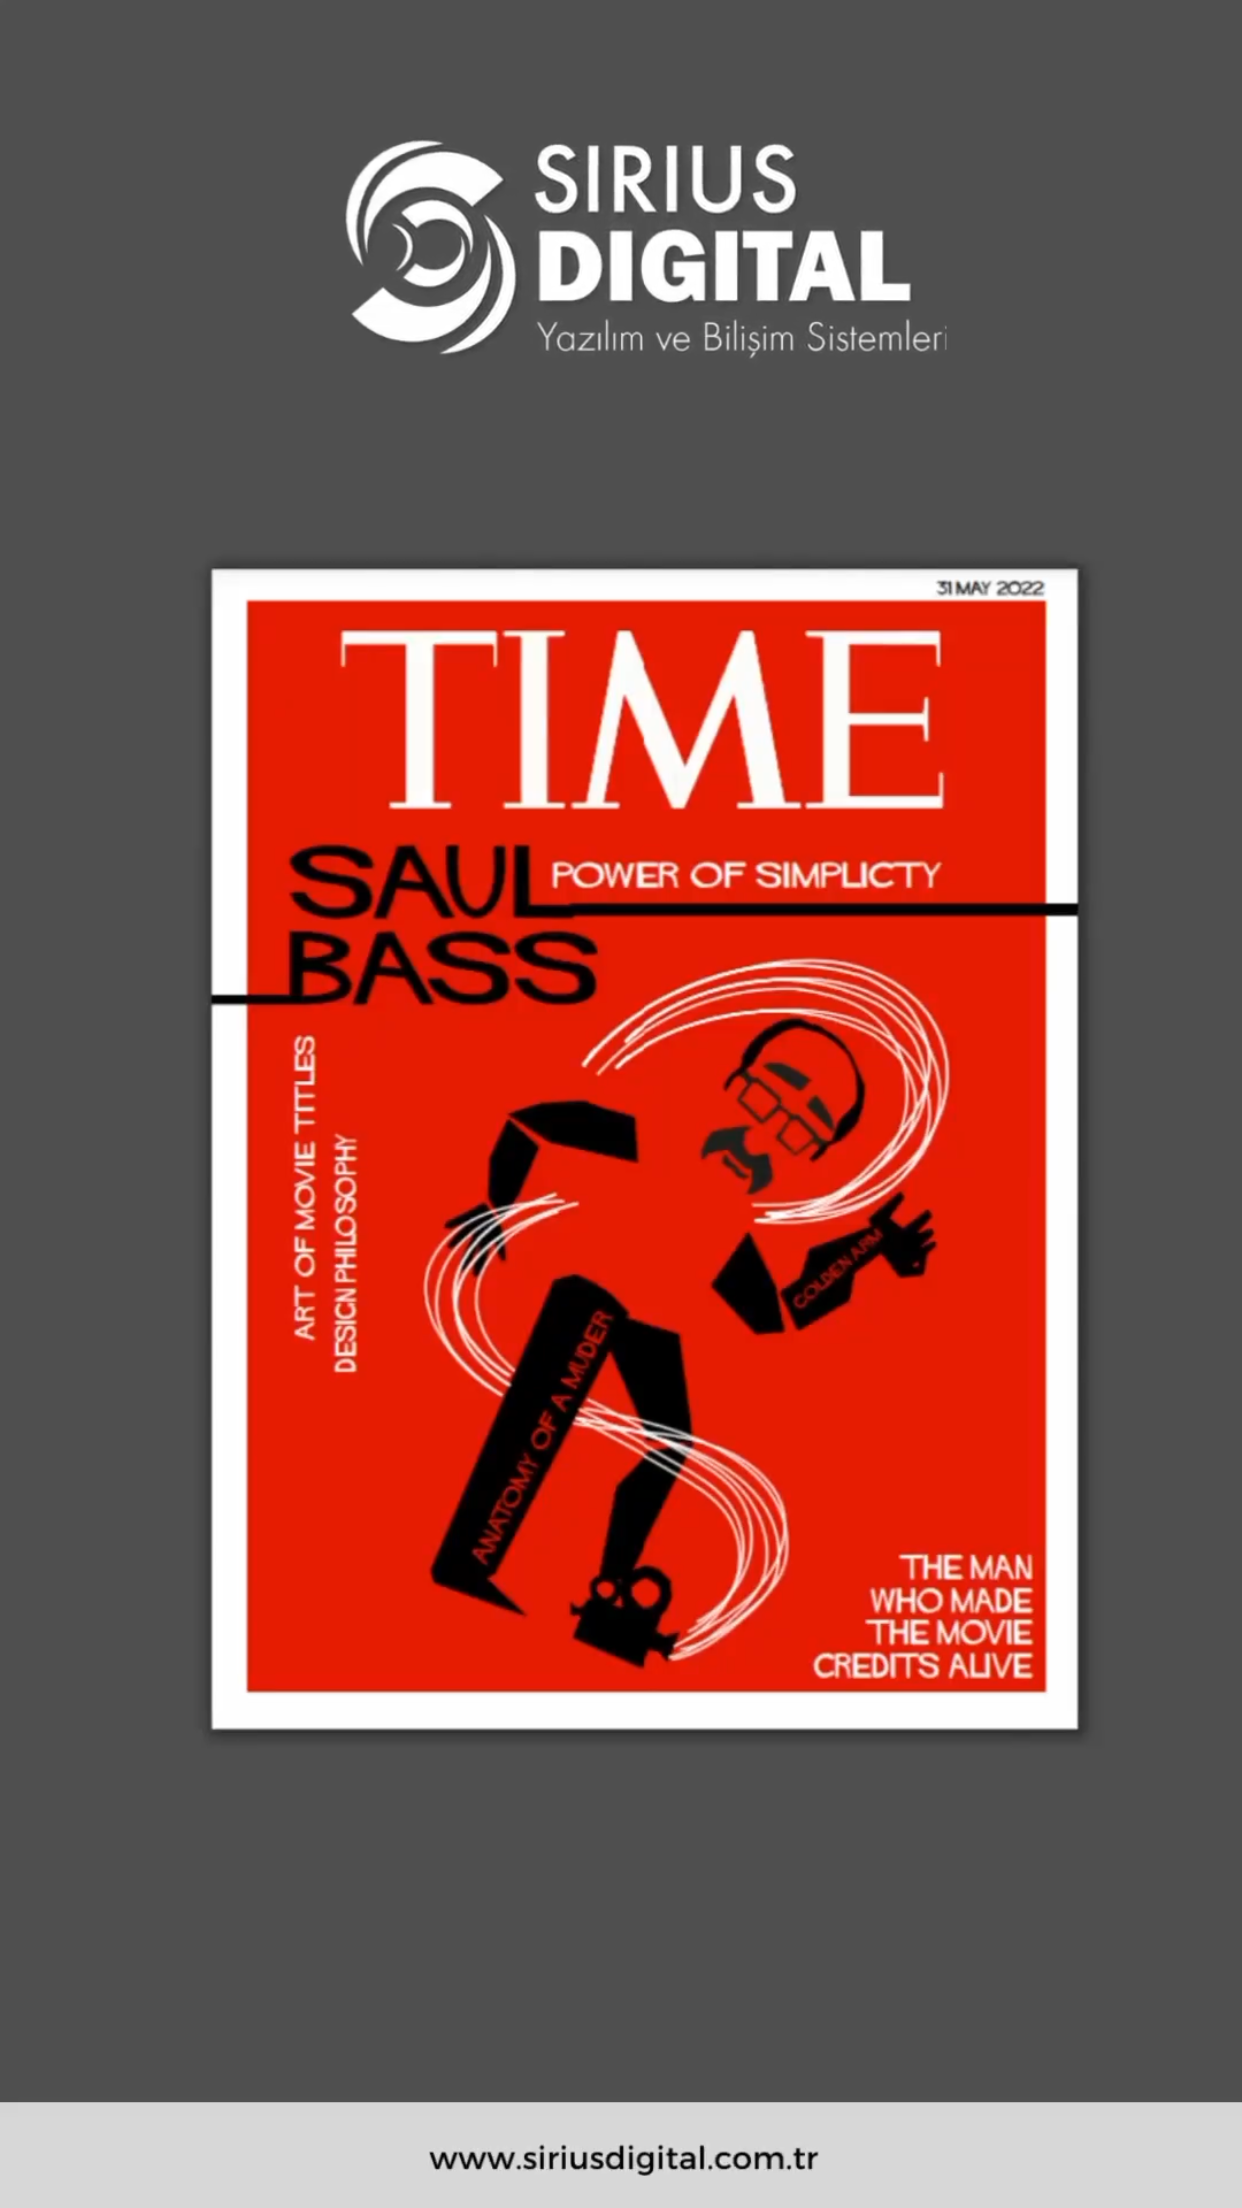 SIRIUS
DIGITAL
Yazılım ve Bilişim Sistemleri
31 MAY 2022
TIME
SAUL
POWER OF SIMPLICTY
BASS
ART OF MOVIE TITLES
DESIGN PHILOSOPHY
GOLDEN ARM
ANATOMY OF A MUDER
THE MAN
WHO MADE
THE MOVIE
CREDITS ALIVE
www.siriusdigital.com.tr